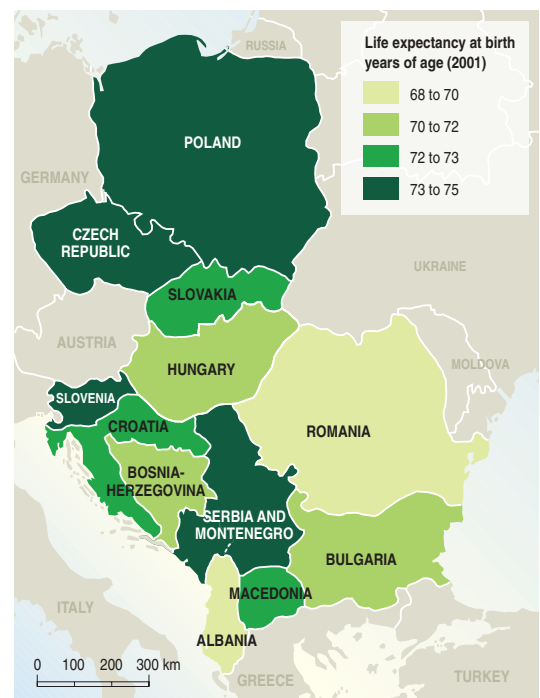 RUSSIA
Life expectancy at birth
years of age (2001)
68 to 70
70 to 72
72 to 73
73 to 75
POLAND
GERMANY
CZECH
REPUBLIC
UKRAINE
SLOVAKIA
AUSTRIA
MOLDOVA
HUNGARY
SLOVENIA
CROATIA
ROMANIA
BOSNIA-
HERZEGOVINA
SERBIA AND
MONTENEGRO
BULGARIA
MACEDONIA
ITALY
ALBANIA
0 100 200 300 km
GREECE
TURKEY